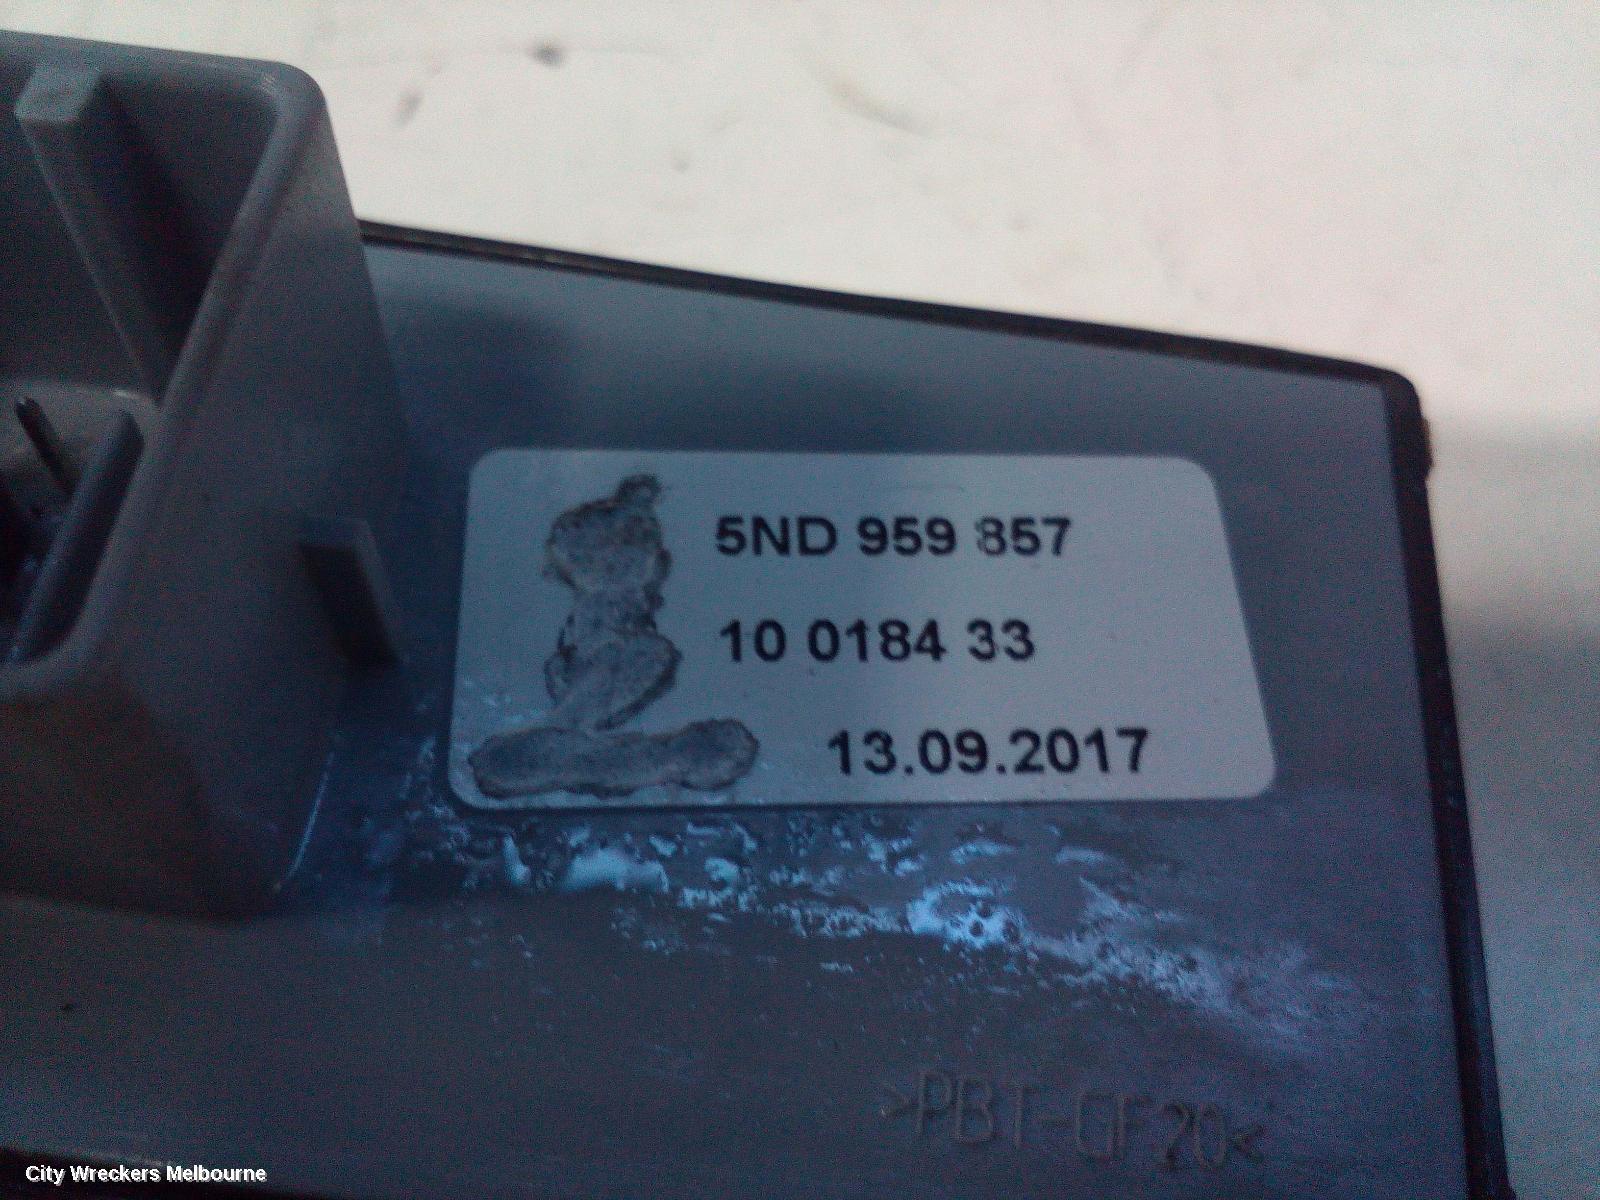 5ND 959 857
10 0184 33
13.09.2017
>PBT-GF20<
City Wreckers Melbourne